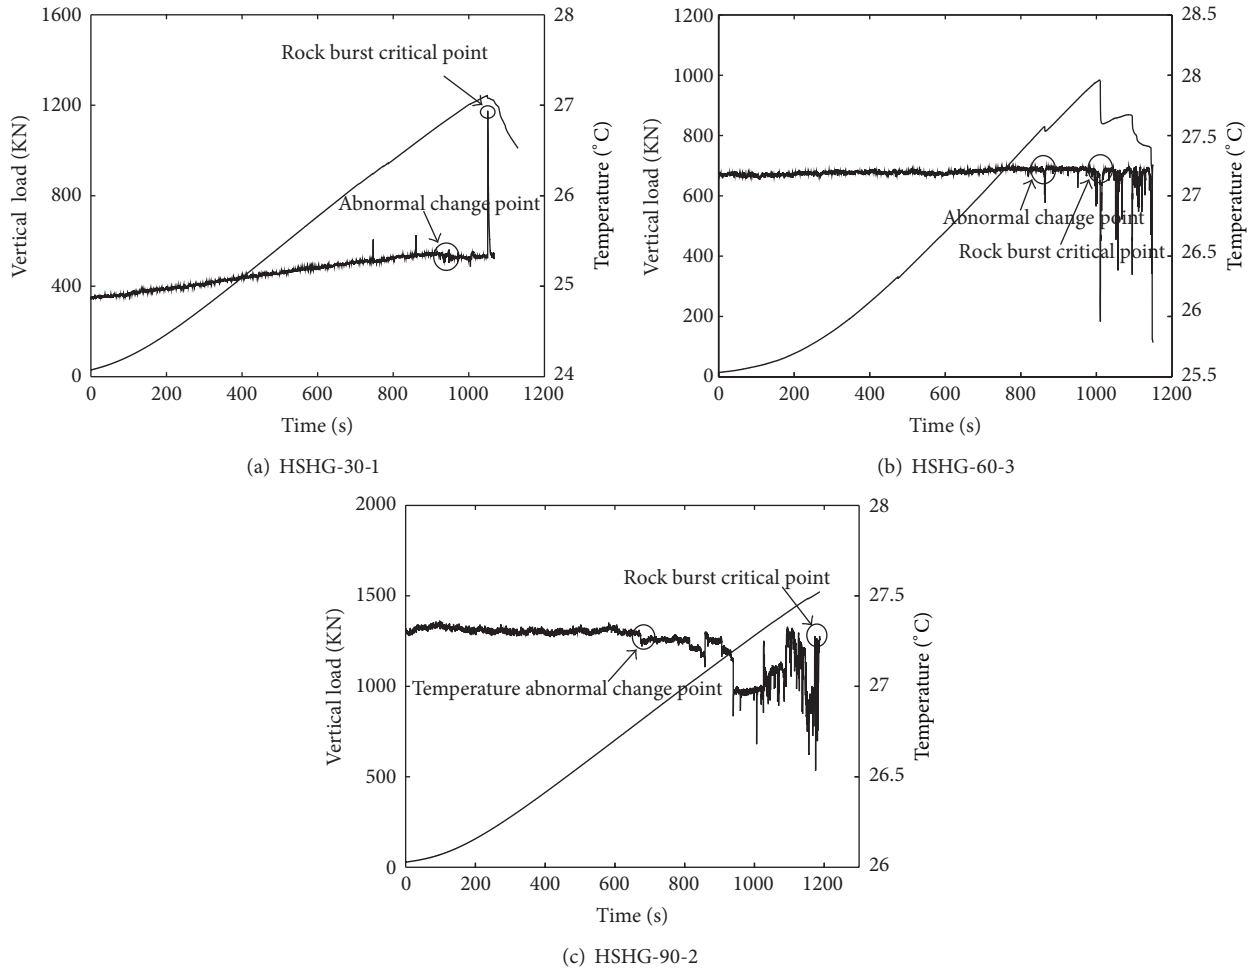 1600
1200
800
400
0
Vertical load (KN)
28
27
26
25
24
Temperature (°C)
Rock burst critical point
Abnormal change point
0 200 400 600 800 1000 1200
Time (s)
(a) HSHG-30-1
1200
1000
800
600
400
200
0
Vertical load (KN)
28.5
28
27.5
27
26.5
26
25.5
Temperature (°C)
Abnormal change point
Rock burst critical point
0 200 400 600 800 1000 1200
Time (s)
(b) HSHG-60-3
2000
1500
1000
500
0
Vertical load (KN)
28
27.5
27
26.5
26
Temperature (°C)
Rock burst critical point
Temperature abnormal change point
0 200 400 600 800 1000 1200
Time (s)
(c) HSHG-90-2